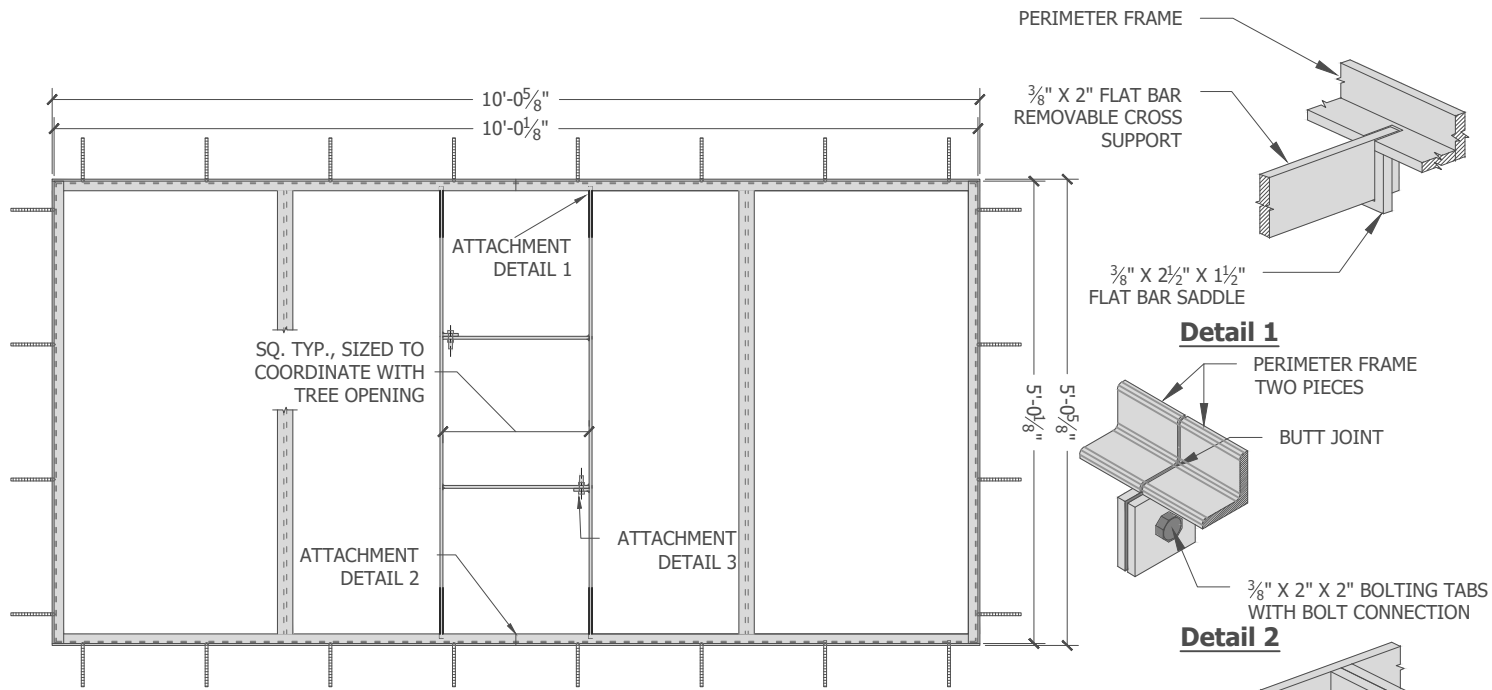 10'-0⅝"
10'-0⅛"
ATTACHMENT
DETAIL 1
SQ. TYP., SIZED TO
COORDINATE WITH
TREE OPENING
ATTACHMENT
DETAIL 2
ATTACHMENT
DETAIL 3
5'-0⅛"
5'-0⅝"
PERIMETER FRAME
⅜" X 2" FLAT BAR
REMOVABLE CROSS
SUPPORT
⅜" X 2½" X 1½"
FLAT BAR SADDLE
Detail 1
PERIMETER FRAME
TWO PIECES
BUTT JOINT
⅜" X 2" X 2" BOLTING TABS
WITH BOLT CONNECTION
Detail 2